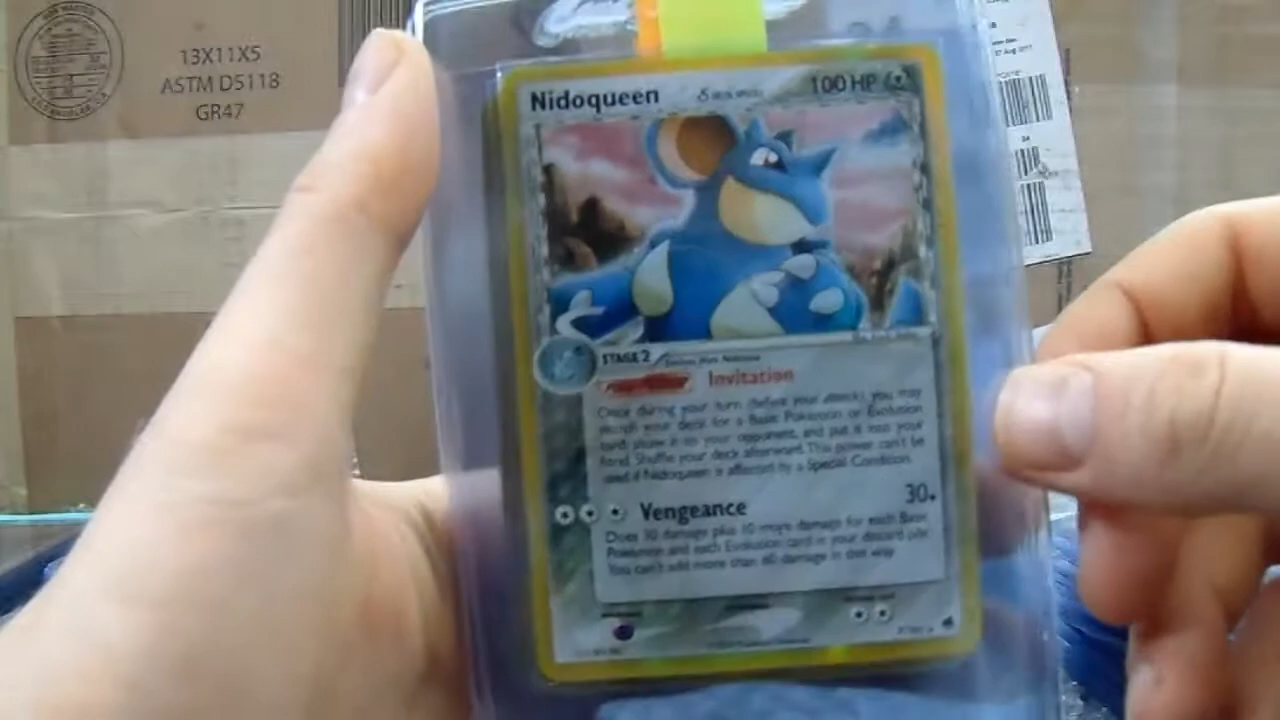 13X11X5
ASTM D5118
GR47
Nidoqueen
100 HP
STAGE 2
Evolves from Nidorina
Invitation
Once during your turn (before your attack), you may
search your deck for a Basic Pokémon or Evolution
card, show it to your opponent, and put it into your
hand. Shuffle your deck afterward. This power can't be
used if Nidoqueen is affected by a Special Condition.
Vengeance 30+
Does 30 damage plus 10 more damage for each Basic
Pokémon and each Evolution card in your discard pile.
You can't add more than 60 damage in this way.